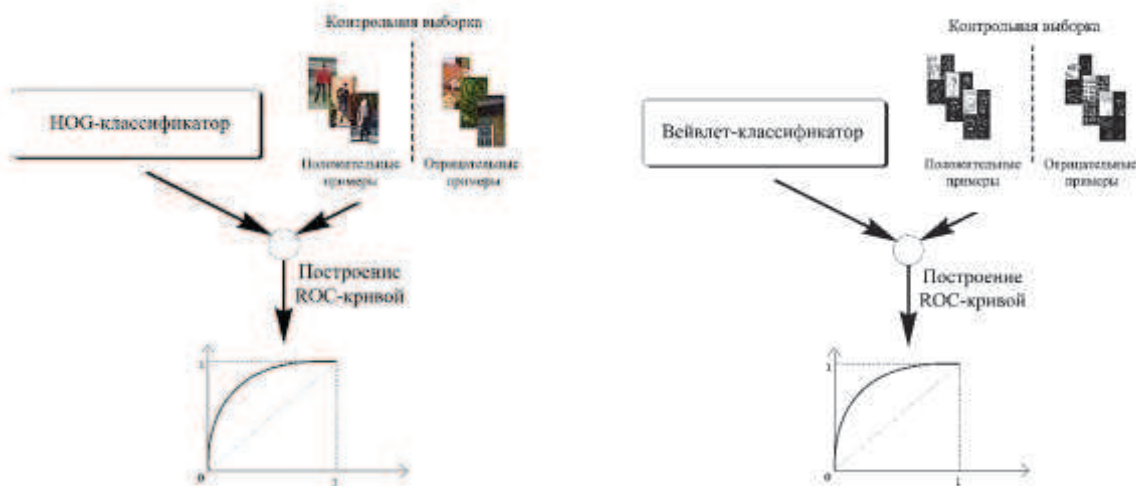 Контрольная выборка
HOG-классификатор
Положительные
примеры
Отрицательные
примеры
Построение
ROC-кривой
1
0
1
Контрольная выборка
Вейвлет-классификатор
Положительные
примеры
Отрицательные
примеры
Построение
ROC-кривой
1
0
1